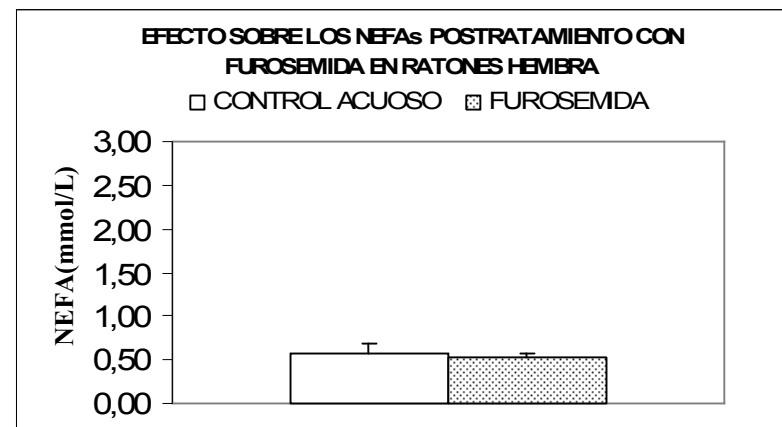 EFECTO SOBRE LOS NEFAs POSTRATAMIENTO CON
FUROSEMIDA EN RATONES HEMBRA
CONTROL ACUOSO FUROSEMIDA
NEFA(mmol/L)
3,00
2,50
2,00
1,50
1,00
0,50
0,00